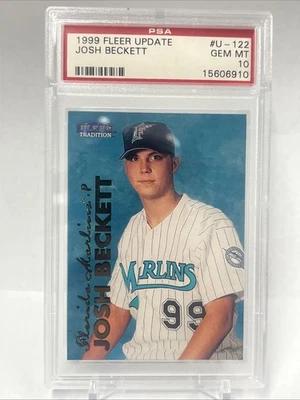 PSA
1999 FLEER UPDATE #U-122
JOSH BECKETT GEM MT
10
15606910
FLEER
TRADITION
Florida Marlins • P
JOSH BECKETT
MARLINS
99